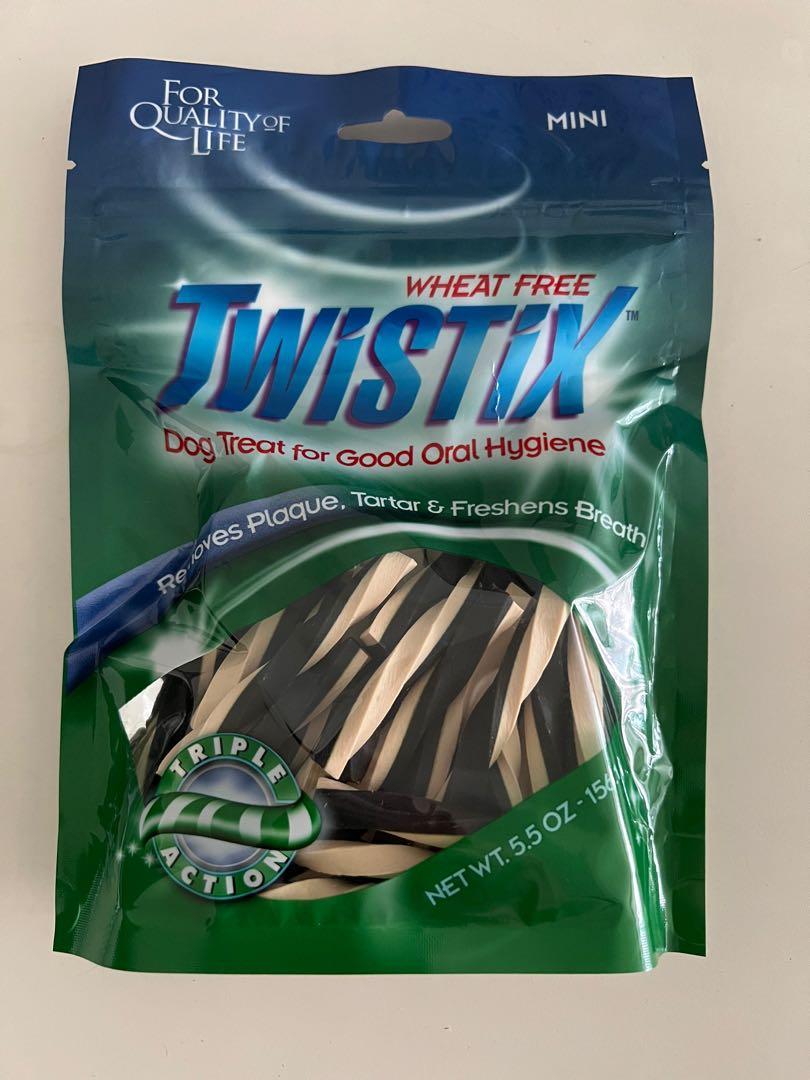 FOR
QUALITY OF
LIFE
MINI
WHEAT FREE
TWISTIX™
Dog Treat for Good Oral Hygiene
Plaque, Tartar & Freshens Breath
TRIPLE
ACTION
NET WT. 5.5 OZ -